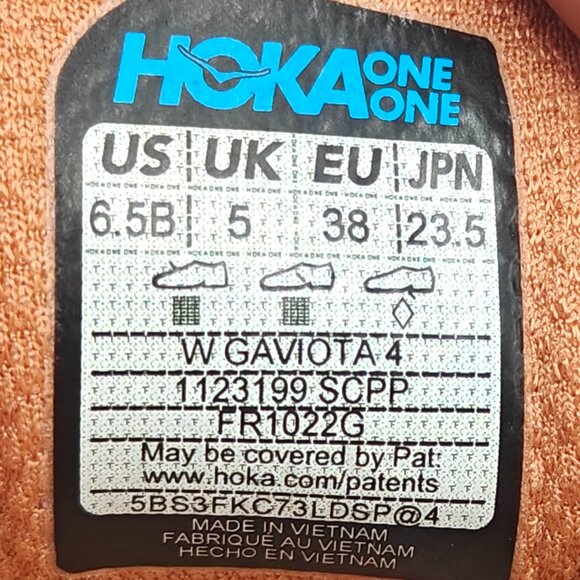 HOKA ONE ONE
US UK EU JPN
6.5B 5 38 23.5
W GAVIOTA 4
1123199 SCPP
FR1022G
May be covered by Pat:
www.hoka.com/patents
5BS3FKC73LDSP@4
MADE IN VIETNAM
FABRIQUÉ AU VIETNAM
HECHO EN VIETNAM